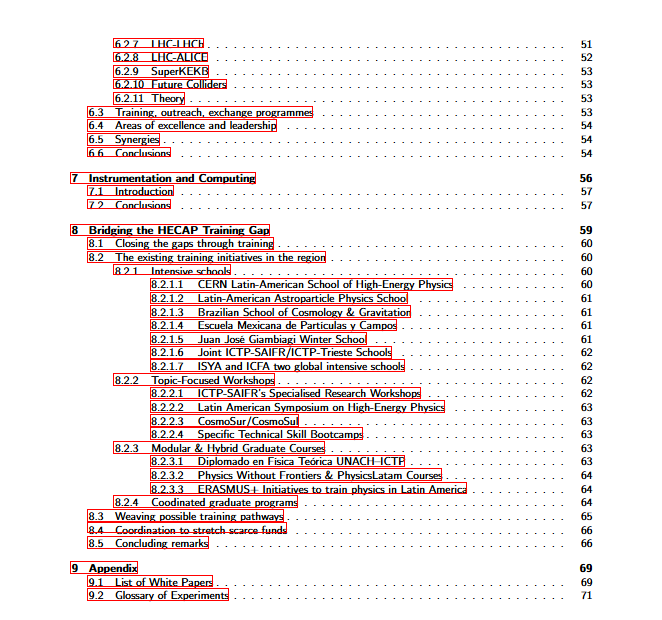 6.2.7 LHC-LHCb . . . . . . . . . . . . . . . . . . . . 51
6.2.8 LHC-ALICE . . . . . . . . . . . . . . . . . . . . 52
6.2.9 SuperKEKB . . . . . . . . . . . . . . . . . . . . 53
6.2.10 Future Colliders . . . . . . . . . . . . . . . . . . . . 53
6.2.11 Theory . . . . . . . . . . . . . . . . . . . . 53
6.3 Training, outreach, exchange programmes . . . . . . . . . . . . . . . . . . . . 53
6.4 Areas of excellence and leadership . . . . . . . . . . . . . . . . . . . . 54
6.5 Synergies . . . . . . . . . . . . . . . . . . . . 54
6.6 Conclusions . . . . . . . . . . . . . . . . . . . . 54
7 Instrumentation and Computing 56
7.1 Introduction . . . . . . . . . . . . . . . . . . . . 57
7.2 Conclusions . . . . . . . . . . . . . . . . . . . . 57
8 Bridging the HECAP Training Gap 59
8.1 Closing the gaps through training . . . . . . . . . . . . . . . . . . . . 60
8.2 The existing training initiatives in the region . . . . . . . . . . . . . . . . . . . . 60
8.2.1 Intensive schools . . . . . . . . . . . . . . . . . . . . 60
8.2.1.1 CERN Latin-American School of High-Energy Physics . . . . . . . . . . 60
8.2.1.2 Latin-American Astroparticle Physics School . . . . . . . . . . 61
8.2.1.3 Brazilian School of Cosmology & Gravitation . . . . . . . . . . 61
8.2.1.4 Escuela Mexicana de Partículas y Campos . . . . . . . . . . 61
8.2.1.5 Juan José Giambiagi Winter School . . . . . . . . . . 61
8.2.1.6 Joint ICTP-SAIFR/ICTP-Trieste Schools . . . . . . . . . . 62
8.2.1.7 ISYA and ICFA two global intensive schools . . . . . . . . . . 62
8.2.2 Topic-Focused Workshops . . . . . . . . . . . . . . . . . . . . 62
8.2.2.1 ICTP-SAIFR's Specialised Research Workshops . . . . . . . . . . 62
8.2.2.2 Latin American Symposium on High-Energy Physics . . . . . . . . . . 63
8.2.2.3 CosmoSur/CosmoSul . . . . . . . . . . 63
8.2.2.4 Specific Technical Skill Bootcamps . . . . . . . . . . 63
8.2.3 Modular & Hybrid Graduate Courses . . . . . . . . . . . . . . . . . . . . 63
8.2.3.1 Diplomado en Física Teórica UNACH–ICTP . . . . . . . . . . 63
8.2.3.2 Physics Without Frontiers & PhysicsLatam Courses . . . . . . . . . . 64
8.2.3.3 ERASMUS+ Initiatives to train physics in Latin America . . . . . . . . . . 64
8.2.4 Coodinated graduate programs . . . . . . . . . . . . . . . . . . . . 64
8.3 Weaving possible training pathways . . . . . . . . . . . . . . . . . . . . 65
8.4 Coordination to stretch scarce funds . . . . . . . . . . . . . . . . . . . . 66
8.5 Concluding remarks . . . . . . . . . . . . . . . . . . . . 66
9 Appendix 69
9.1 List of White Papers . . . . . . . . . . . . . . . . . . . . 69
9.2 Glossary of Experiments . . . . . . . . . . . . . . . . . . . . 71